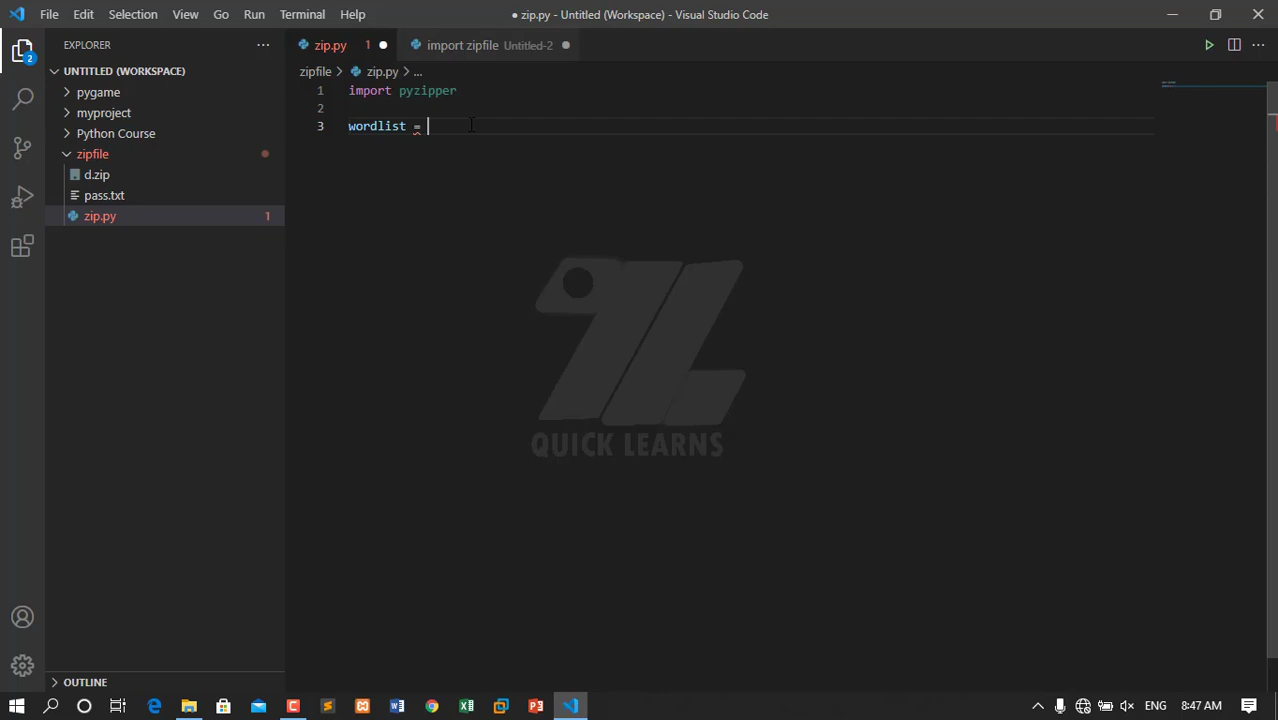 File Edit Selection View Go Run Terminal Help
● zip.py - Untitled (Workspace) - Visual Studio Code
EXPLORER
zip.py 1
import zipfile Untitled-2
2
UNTITLED (WORKSPACE)
pygame
myproject
Python Course
zipfile
d.zip
pass.txt
zip.py 1
zipfile > zip.py > ...
1 import pyzipper
2
3 wordlist =
QUICK LEARNS
OUTLINE
ENG 8:47 AM